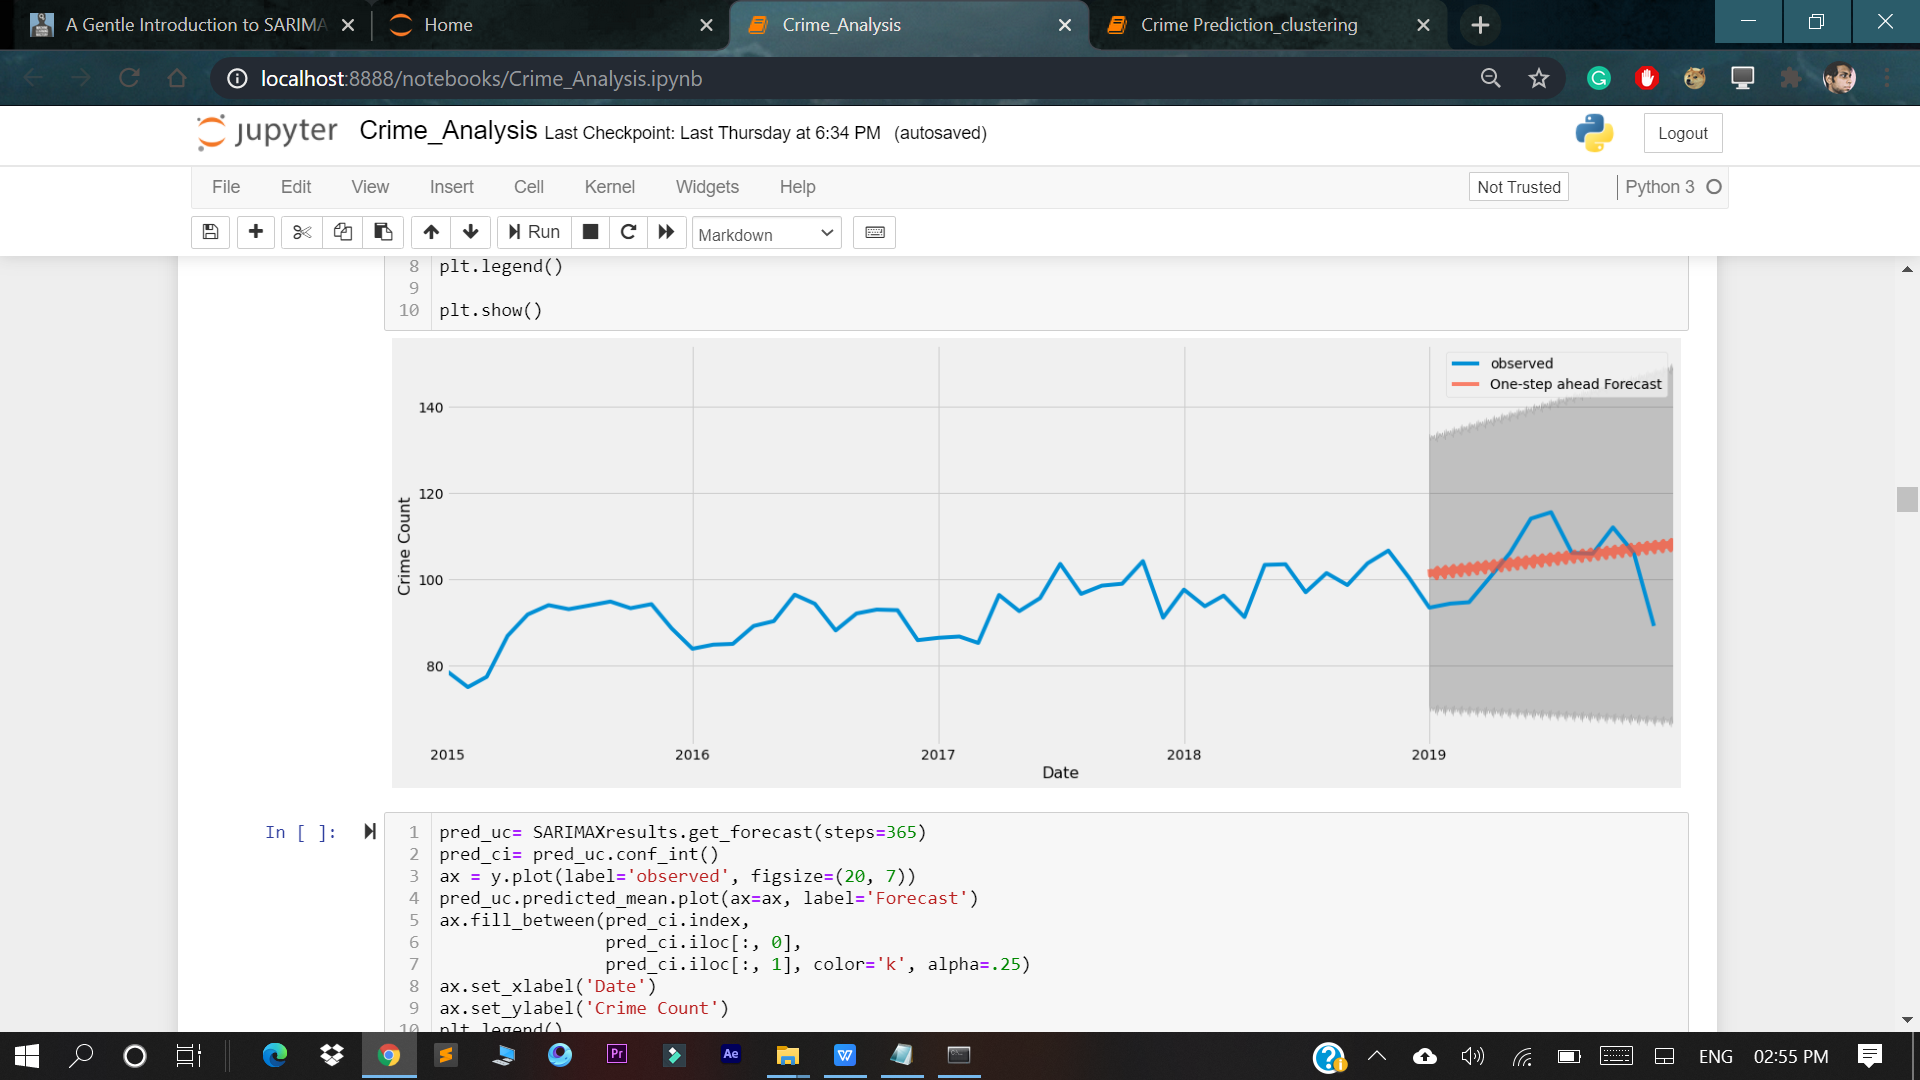 A Gentle Introduction to SARIMA
Home
Crime_Analysis
Crime Prediction_clustering
localhost:8888/notebooks/Crime_Analysis.ipynb
jupyter Crime_Analysis Last Checkpoint: Last Thursday at 6:34 PM (autosaved)
Logout
File Edit View Insert Cell Kernel Widgets Help
Not Trusted
Python 3
Run
Markdown
8 plt.legend()
9
10 plt.show()
observed
One-step ahead Forecast
140
120
100
80
Crime Count
2015 2016 2017 2018 2019
Date
In [ ]:
1 pred_uc= SARIMAXresults.get_forecast(steps=365)
2 pred_ci= pred_uc.conf_int()
3 ax = y.plot(label='observed', figsize=(20, 7))
4 pred_uc.predicted_mean.plot(ax=ax, label='Forecast')
5 ax.fill_between(pred_ci.index,
6 pred_ci.iloc[:, 0],
7 pred_ci.iloc[:, 1], color='k', alpha=.25)
8 ax.set_xlabel('Date')
9 ax.set_ylabel('Crime Count')
10 plt.legend()
Pr
Ae
W
ENG 02:55 PM